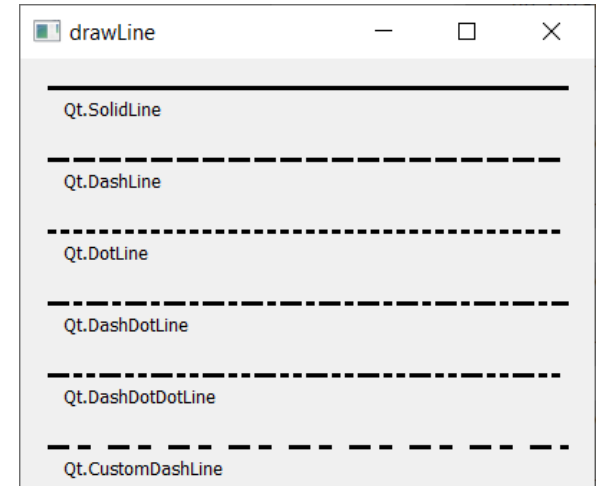 drawLine
Qt.SolidLine
Qt.DashLine
Qt.DotLine
Qt.DashDotLine
Qt.DashDotDotLine
Qt.CustomDashLine